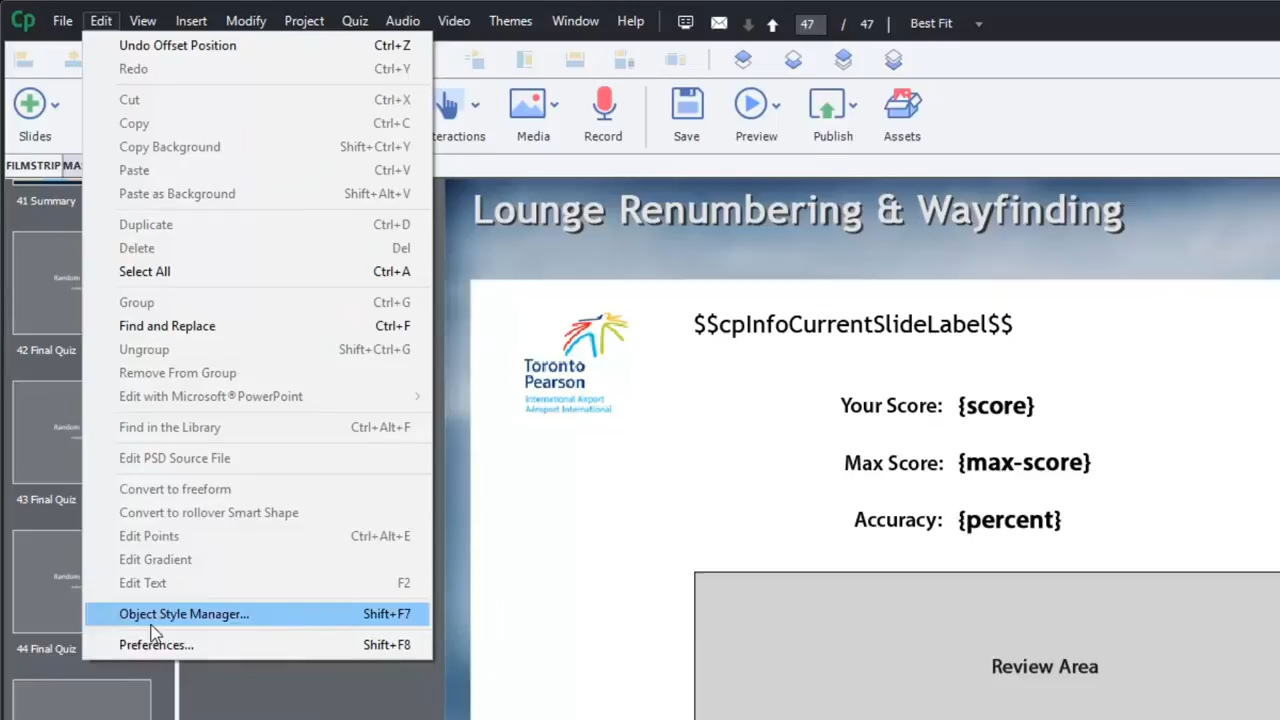 Cp File Edit View Insert Modify Project Quiz Audio Video Themes Window Help 47 / 47 Best Fit
Undo Offset Position Ctrl+Z
Redo Ctrl+Y
Cut Ctrl+X
Copy Ctrl+C
Copy Background Shift+Ctrl+Y
Paste Ctrl+V
Paste as Background Shift+Alt+V
Duplicate Ctrl+D
Delete Del
Select All Ctrl+A
Group Ctrl+G
Find and Replace Ctrl+F
Ungroup Shift+Ctrl+G
Remove From Group
Edit with Microsoft®PowerPoint
Find in the Library Ctrl+Alt+F
Edit PSD Source File
Convert to freeform
Convert to rollover Smart Shape
Edit Points Ctrl+Alt+E
Edit Gradient
Edit Text F2
Object Style Manager... Shift+F7
Preferences... Shift+F8
Slides
teractions Media Record Save Preview Publish Assets
FILMSTRIP MA
41 Summary
Random
42 Final Quiz
Random
43 Final Quiz
Random
44 Final Quiz
Lounge Renumbering & Wayfinding
Toronto
Pearson
International Airport
Aéroport International
$$cpInfoCurrentSlideLabel$$
Your Score: {score}
Max Score: {max-score}
Accuracy: {percent}
Review Area